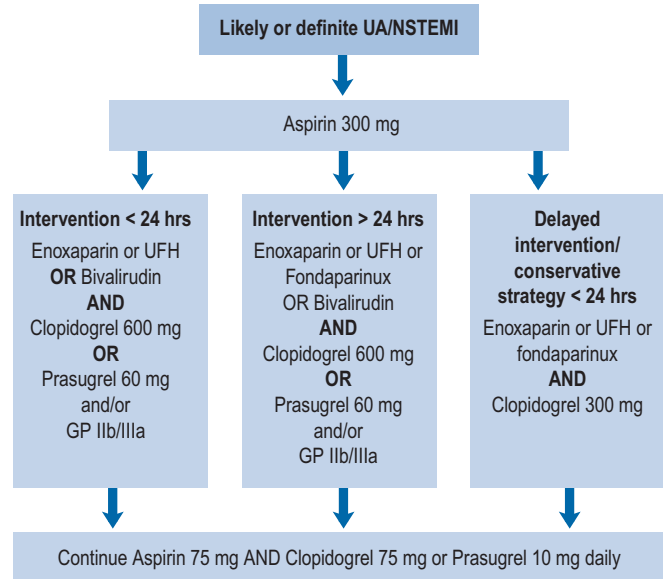 Likely or definite UA/NSTEMI
Aspirin 300 mg
Intervention < 24 hrs
Enoxaparin or UFH
OR Bivalirudin
AND
Clopidogrel 600 mg
OR
Prasugrel 60 mg
and/or
GP IIb/IIIa
Intervention > 24 hrs
Enoxaparin or UFH or
Fondaparinux
OR Bivalirudin
AND
Clopidogrel 600 mg
OR
Prasugrel 60 mg
and/or
GP IIb/IIIa
Delayed
intervention/
conservative
strategy < 24 hrs
Enoxaparin or UFH or
fondaparinux
AND
Clopidogrel 300 mg
Continue Aspirin 75 mg AND Clopidogrel 75 mg or Prasugrel 10 mg daily